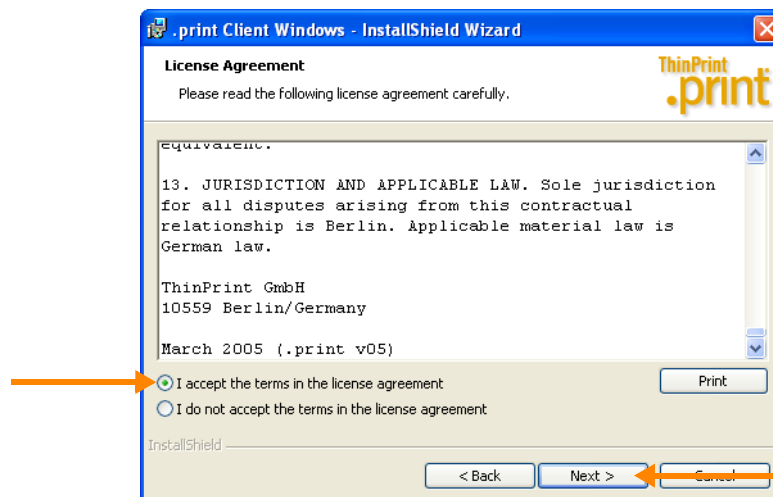 .print Client Windows - InstallShield Wizard
License Agreement
Please read the following license agreement carefully.
ThinPrint
.print
equivalent.
13. JURISDICTION AND APPLICABLE LAW. Sole jurisdiction
for all disputes arising from this contractual
relationship is Berlin. Applicable material law is
German law.
ThinPrint GmbH
10559 Berlin/Germany
March 2005 (.print v05)
I accept the terms in the license agreement
Print
I do not accept the terms in the license agreement
InstallShield
< Back
Next >
Cancel